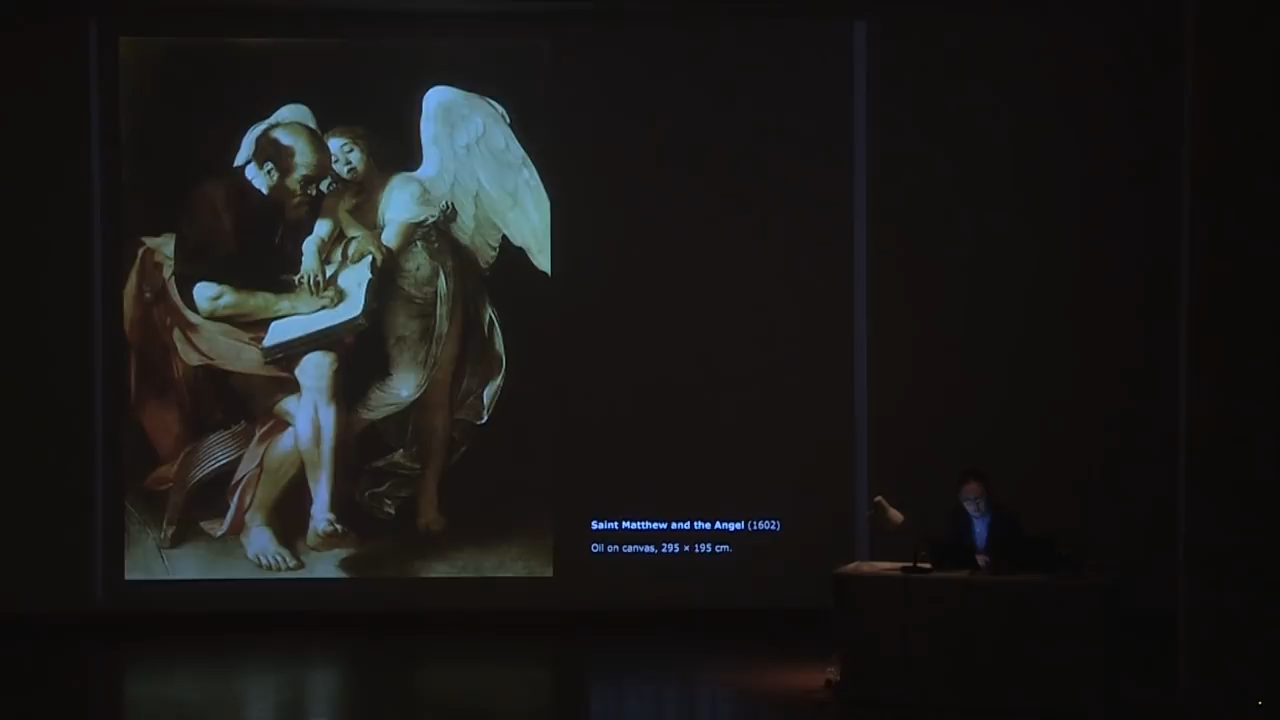 Saint Matthew and the Angel (1602)
Oil on canvas, 295 × 195 cm.